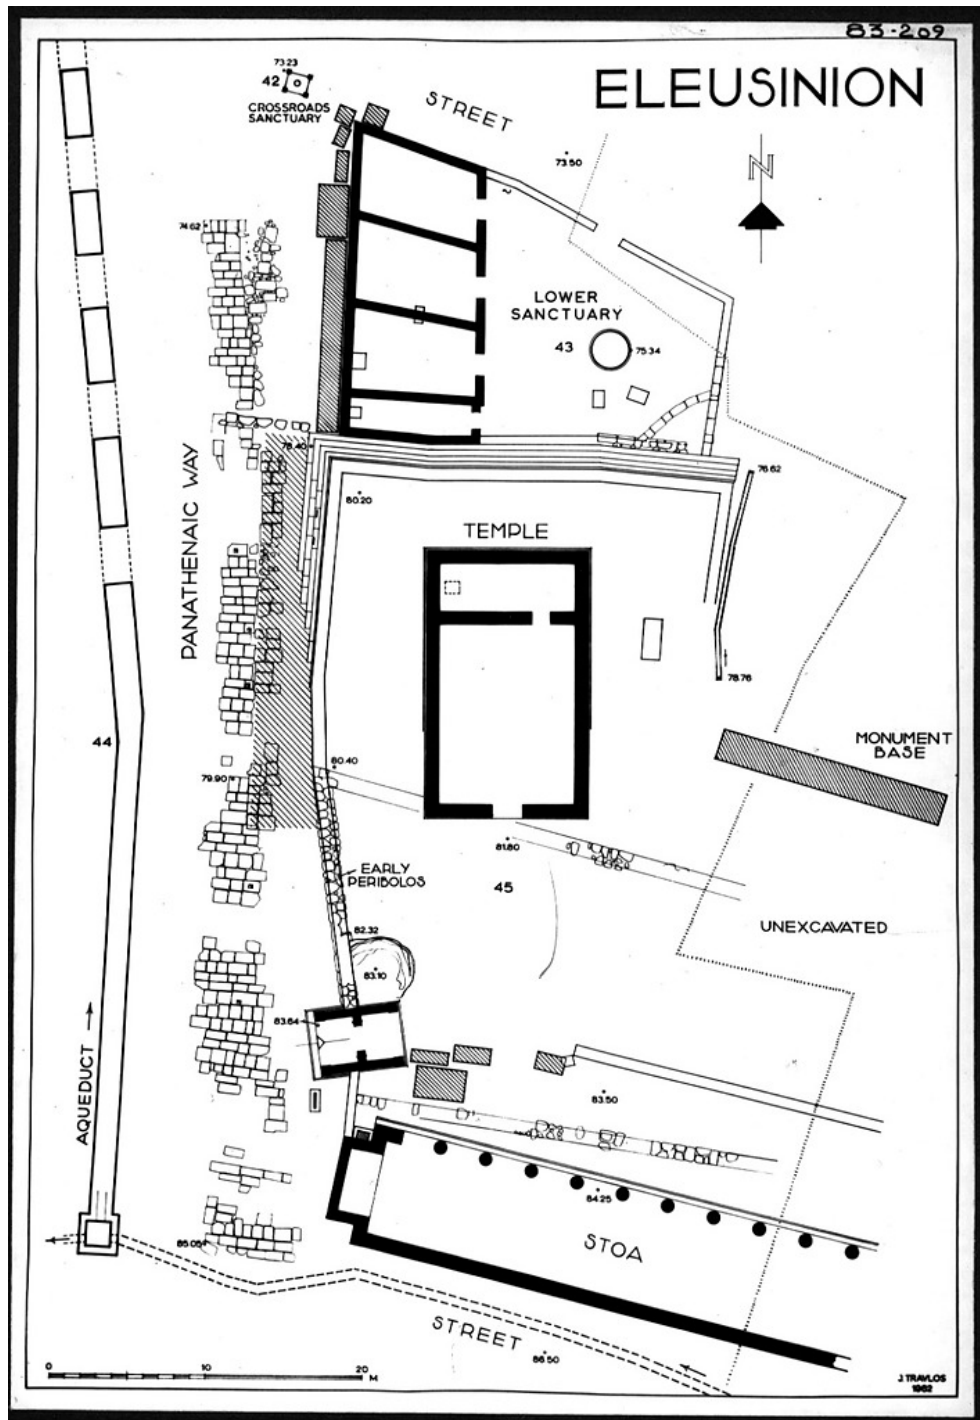 83-209
ELEUSINION
73.23
42
CROSSROADS
SANCTUARY
STREET
73.50
N
74.62
LOWER
SANCTUARY
43
75.34
78.40
76.62
80.20
PANATHENAIC WAY
TEMPLE
78.76
44
MONUMENT
BASE
79.90
80.40
81.80
EARLY
PERIBOLOS
45
UNEXCAVATED
82.32
83.10
83.64
AQUEDUCT
83.50
84.25
STOA
85.05
STREET
86.50
0 10 20 M
J. TRAVLOS
1982